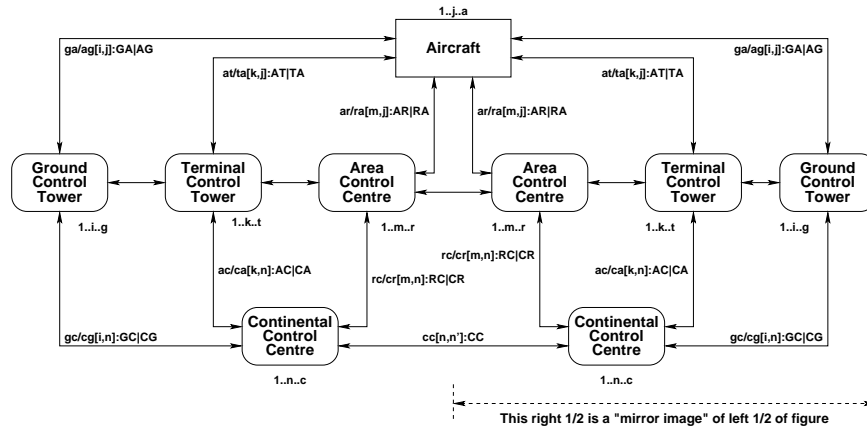 1..j..a
Aircraft
ga/ag[i,j]:GA|AG
ga/ag[i,j]:GA|AG
at/ta[k,j]:AT|TA
at/ta[k,j]:AT|TA
ar/ra[m,j]:AR|RA
ar/ra[m,j]:AR|RA
Ground
Control
Tower
Terminal
Control
Tower
Area
Control
Centre
Area
Control
Centre
Terminal
Control
Tower
Ground
Control
Tower
1..i..g
1..k..t
1..m..r
1..m..r
1..k..t
1..i..g
ac/ca[k,n]:AC|CA
rc/cr[m,n]:RC|CR
rc/cr[m,n]:RC|CR
ac/ca[k,n]:AC|CA
gc/cg[i,n]:GC|CG
Continental
Control
Centre
cc[n,n']:CC
Continental
Control
Centre
gc/cg[i,n]:GC|CG
1..n..c
1..n..c
This right 1/2 is a "mirror image" of left 1/2 of figure